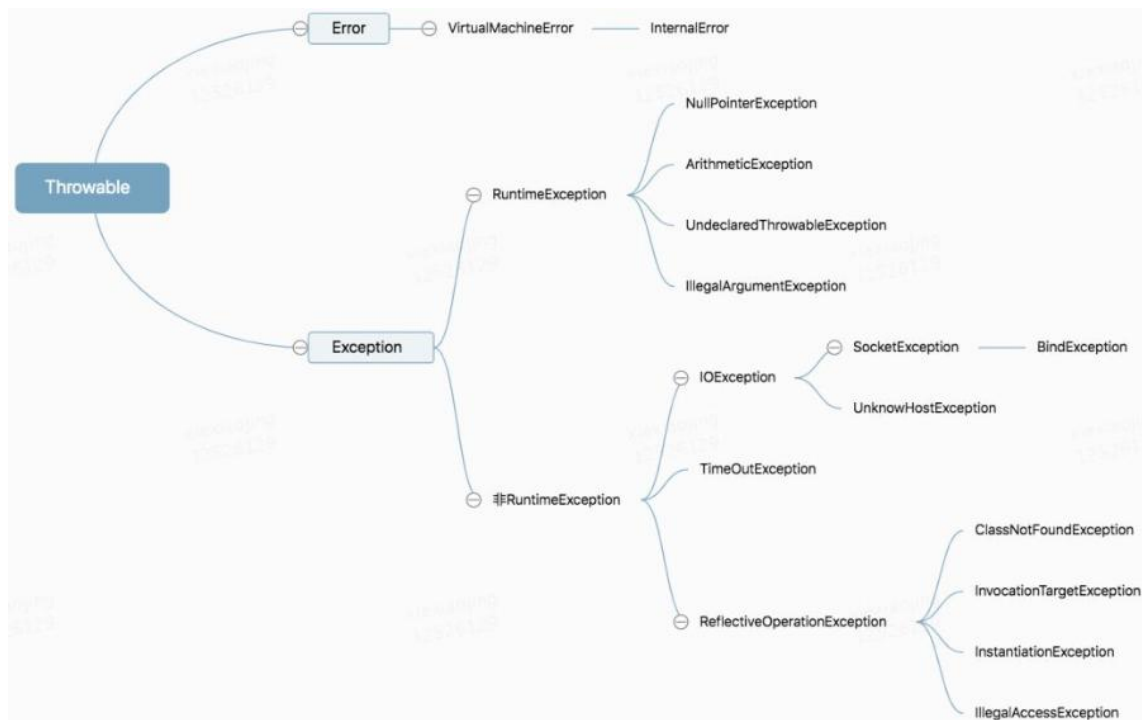 Error
VirtualMachineError
InternalError
NullPointerException
ArithmeticException
Throwable
RuntimeException
UndeclaredThrowableException
IllegalArgumentException
Exception
SocketException
BindException
IOException
UnknowHostException
TimeOutException
非RuntimeException
ClassNotFoundException
InvocationTargetException
ReflectiveOperationException
InstantiationException
IllegalAccessException